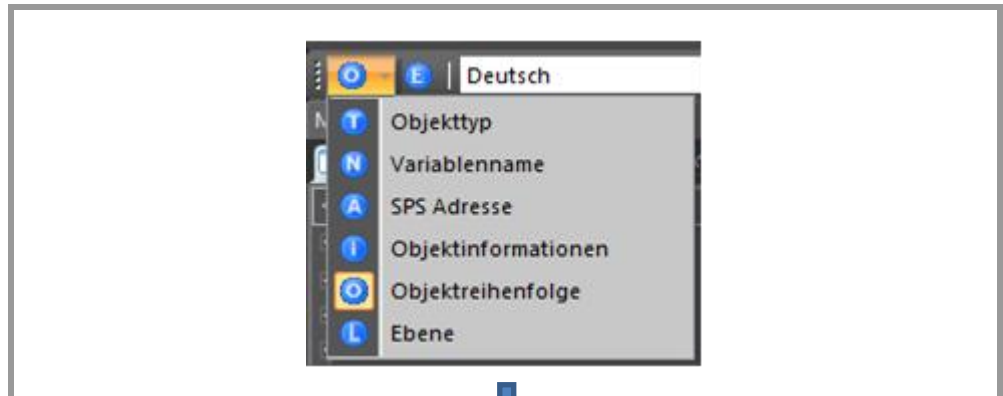 O E Deutsch
T Objekttyp
N Variablenname
A SPS Adresse
i Objektinformationen
O Objektreihenfolge
L Ebene